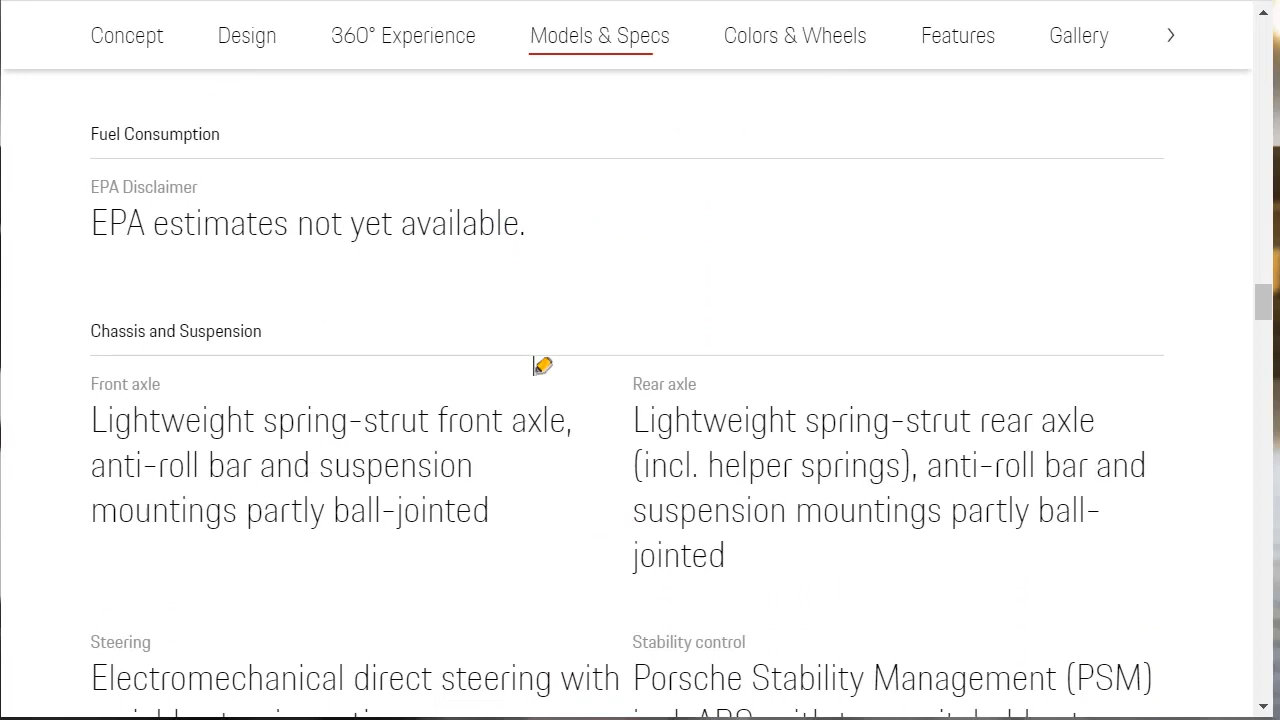 Concept Design 360° Experience Models & Specs Colors & Wheels Features Gallery
Fuel Consumption
EPA Disclaimer
EPA estimates not yet available.
Chassis and Suspension
Front axle
Lightweight spring-strut front axle,
anti-roll bar and suspension
mountings partly ball-jointed
Rear axle
Lightweight spring-strut rear axle
(incl. helper springs), anti-roll bar and
suspension mountings partly ball-
jointed
Steering
Electromechanical direct steering with
Stability control
Porsche Stability Management (PSM)